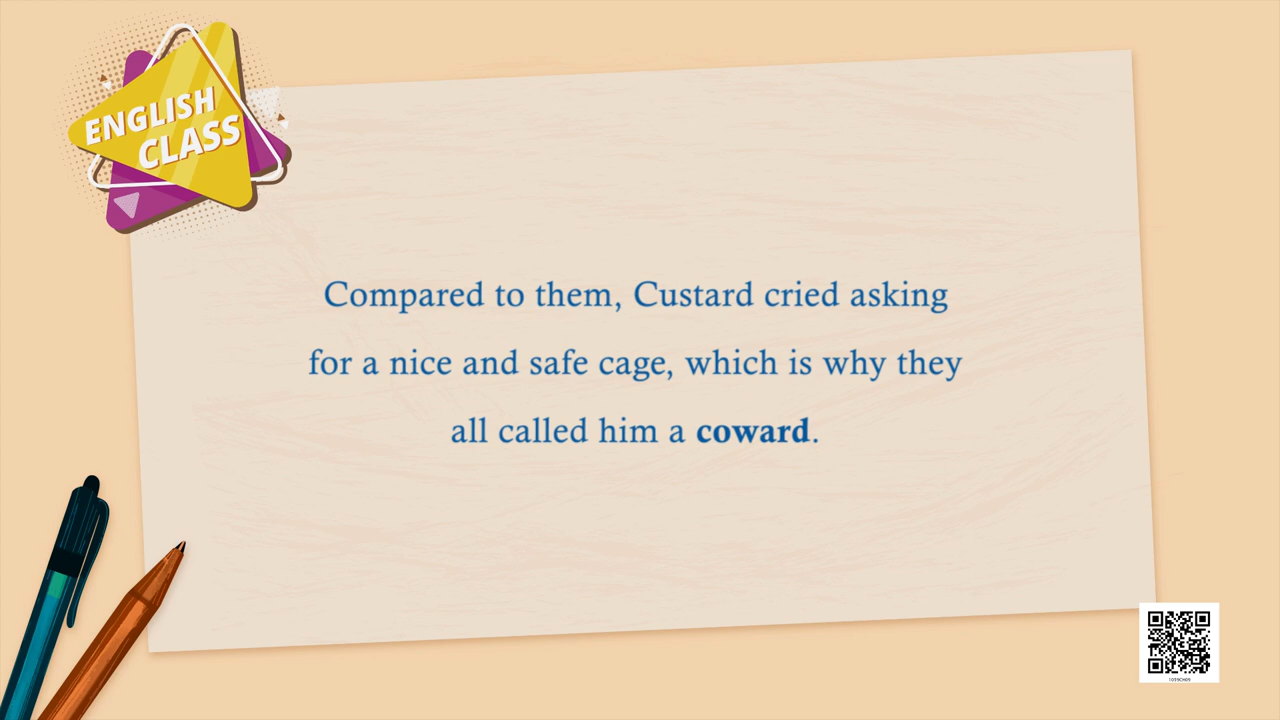 ENGLISH
CLASS
Compared to them, Custard cried asking
for a nice and safe cage, which is why they
all called him a coward.
1059CH09